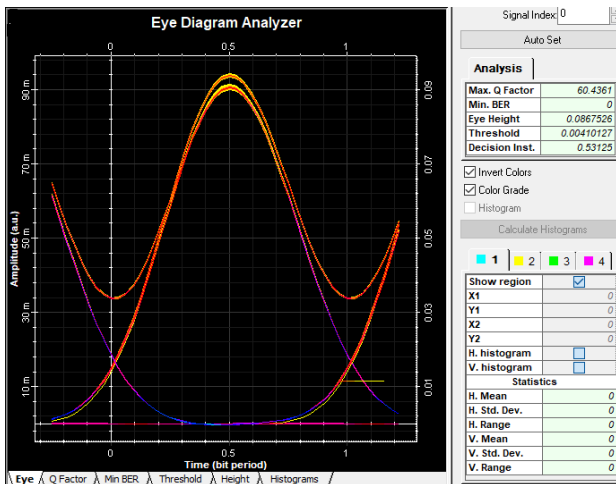 Signal Index: 0
Auto Set
Analysis
Max. Q Factor 60.4361
Min. BER 0
Eye Height 0.0867526
Threshold 0.00410127
Decision Inst. 0.53125
Invert Colors
Color Grade
Histogram
Calculate Histograms
1 2 3 4
Show region
X1 0
Y1 0
X2 0
Y2 0
H. histogram
V. histogram
Statistics
H. Mean 0
H. Std. Dev. 0
H. Range 0
V. Mean 0
V. Std. Dev. 0
V. Range 0
Eye Diagram Analyzer
0 0.5 1
90 m 0.09
70 m 0.07
50 m 0.05
30 m 0.03
10 m 0.01
Amplitude (a.u.)
0 0.5 1
Time (bit period)
Eye Q Factor Min BER Threshold Height Histograms